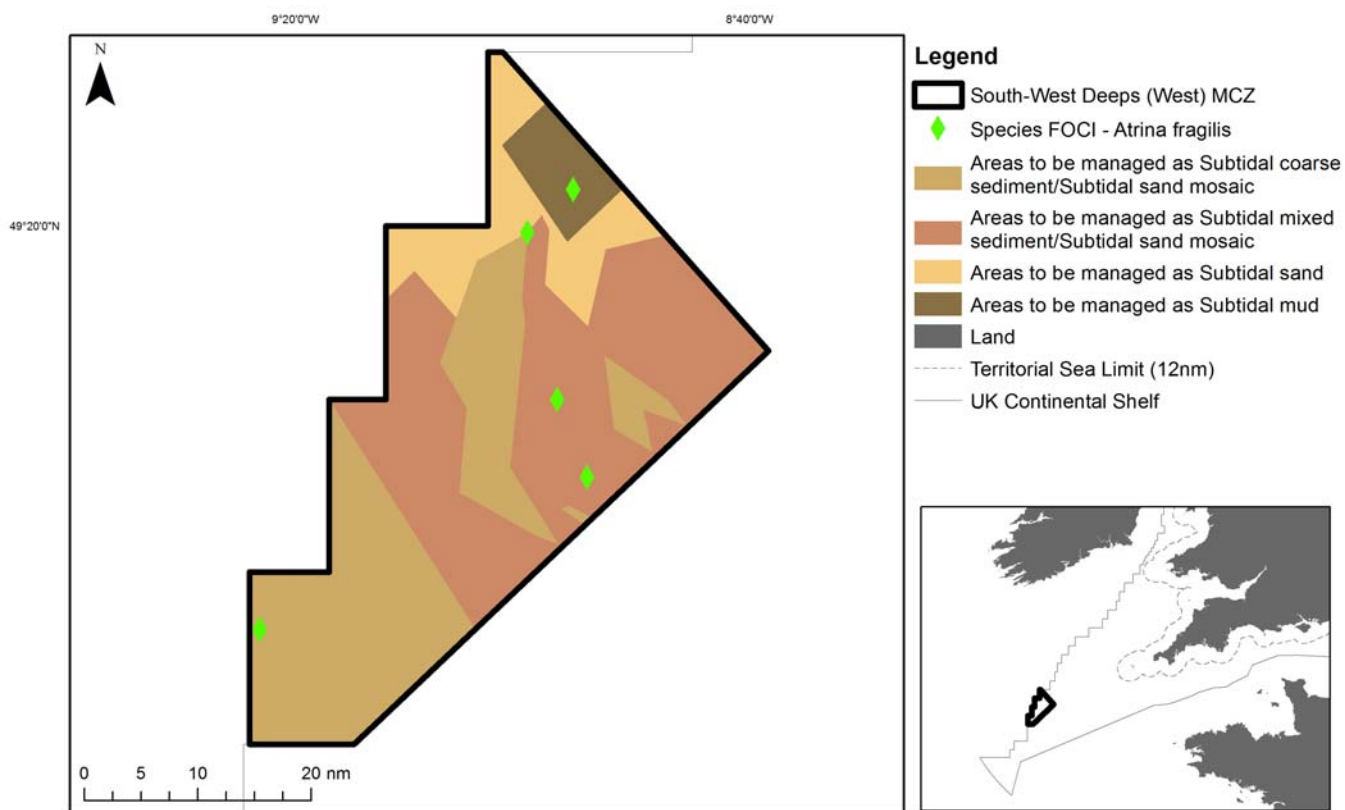 9°20'0"W
8°40'0"W
N
49°20'0"N
0 5 10 20 nm
Legend
South-West Deeps (West) MCZ
Species FOCI - Atrina fragilis
Areas to be managed as Subtidal coarse
sediment/Subtidal sand mosaic
Areas to be managed as Subtidal mixed
sediment/Subtidal sand mosaic
Areas to be managed as Subtidal sand
Areas to be managed as Subtidal mud
Land
Territorial Sea Limit (12nm)
UK Continental Shelf